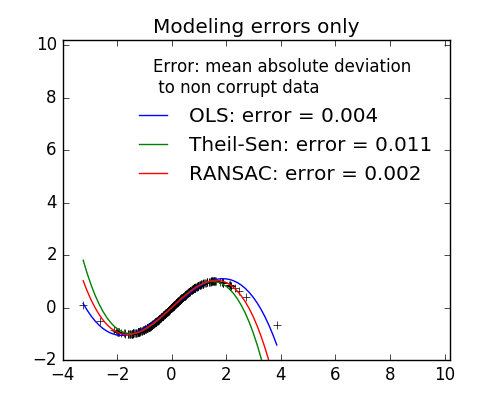 Modeling errors only
Error: mean absolute deviation
to non corrupt data
OLS: error = 0.004
Theil-Sen: error = 0.011
RANSAC: error = 0.002
10
8
6
4
2
0
−2
−4 −2 0 2 4 6 8 10